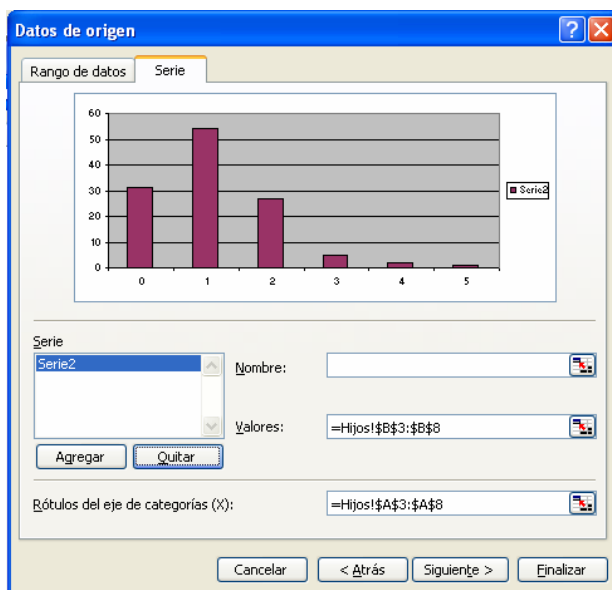 Datos de origen
Rango de datos
Serie
60
50
40
30
20
10
0
0 1 2 3 4 5
Serie2
Serie
Serie2
Nombre:
Valores:
=Hijos!$B$3:$B$8
Agregar
Quitar
Rótulos del eje de categorías (X):
=Hijos!$A$3:$A$8
Cancelar
< Atrás
Siguiente >
Finalizar